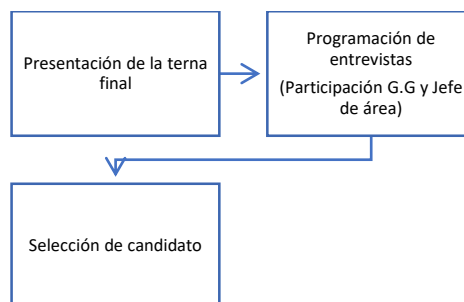 Presentación de la terna
final
Programación de
entrevistas
(Participación G.G y Jefe
de área)
Selección de candidato